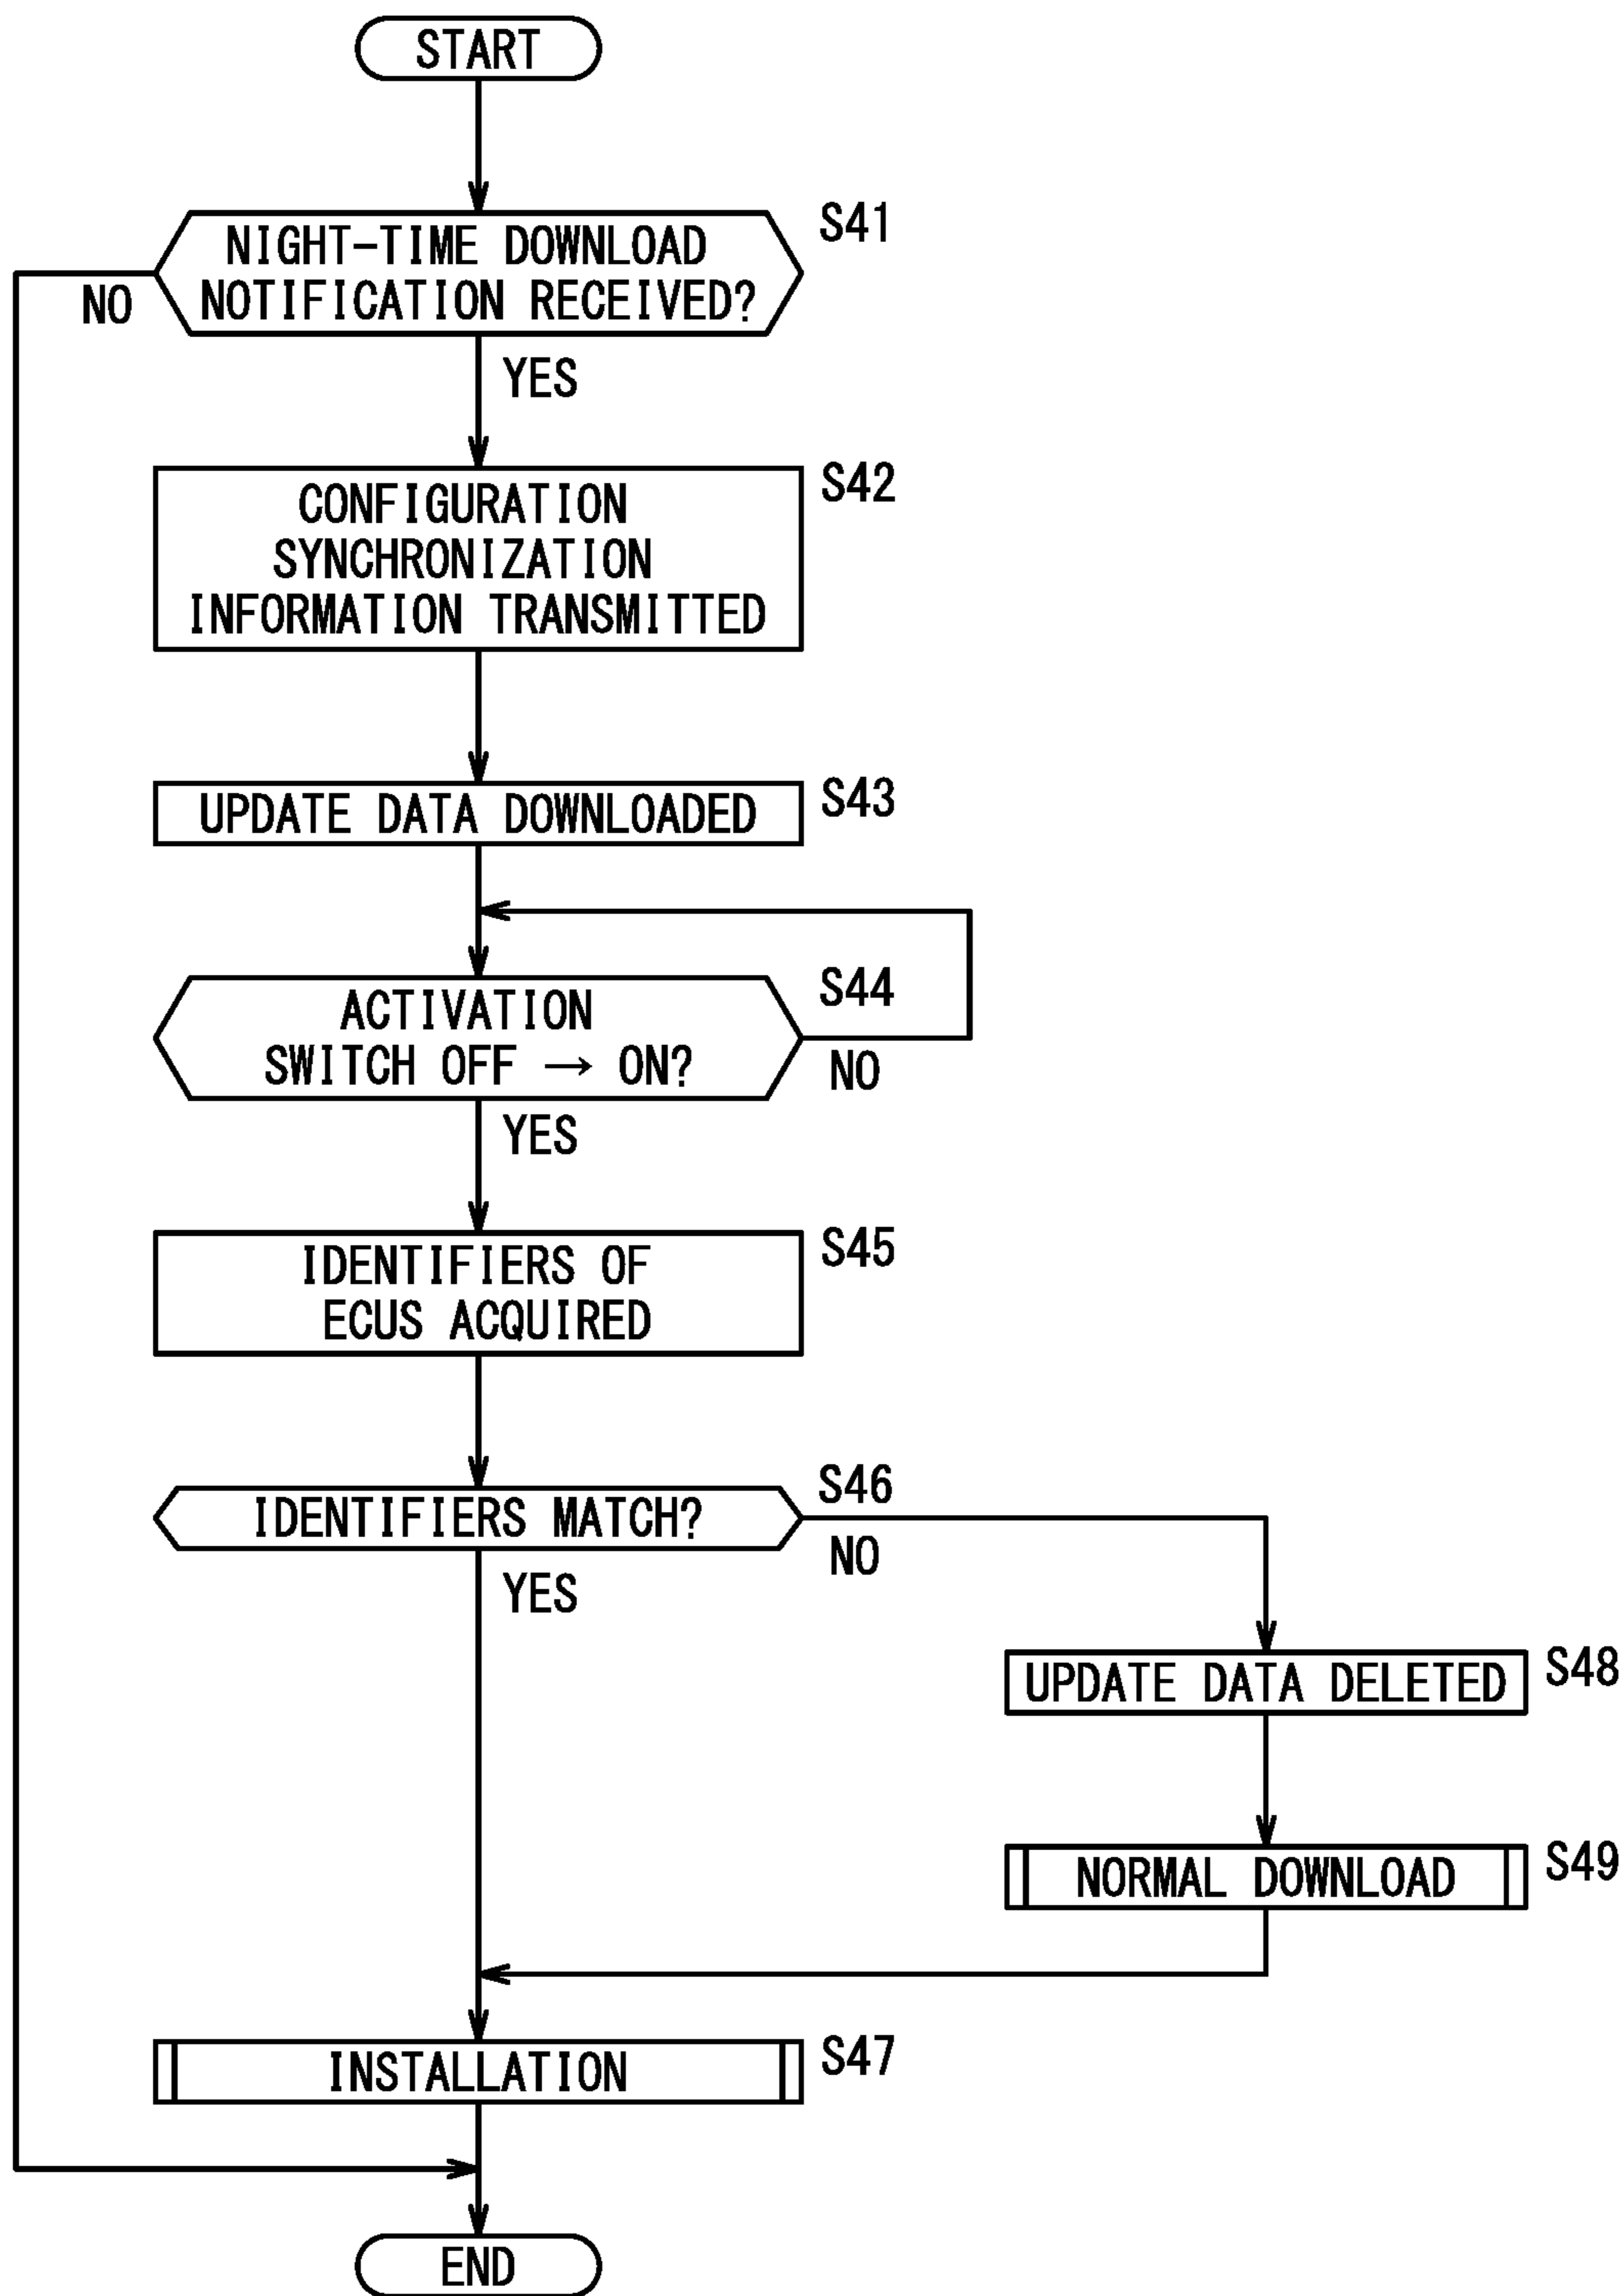 START
NIGHT-TIME DOWNLOAD
NOTIFICATION RECEIVED?
S41
NO
YES
CONFIGURATION
SYNCHRONIZATION
INFORMATION TRANSMITTED
S42
UPDATE DATA DOWNLOADED
S43
ACTIVATION
SWITCH OFF → ON?
S44
NO
YES
IDENTIFIERS OF
ECUS ACQUIRED
S45
IDENTIFIERS MATCH?
S46
NO
YES
UPDATE DATA DELETED
S48
NORMAL DOWNLOAD
S49
INSTALLATION
S47
END